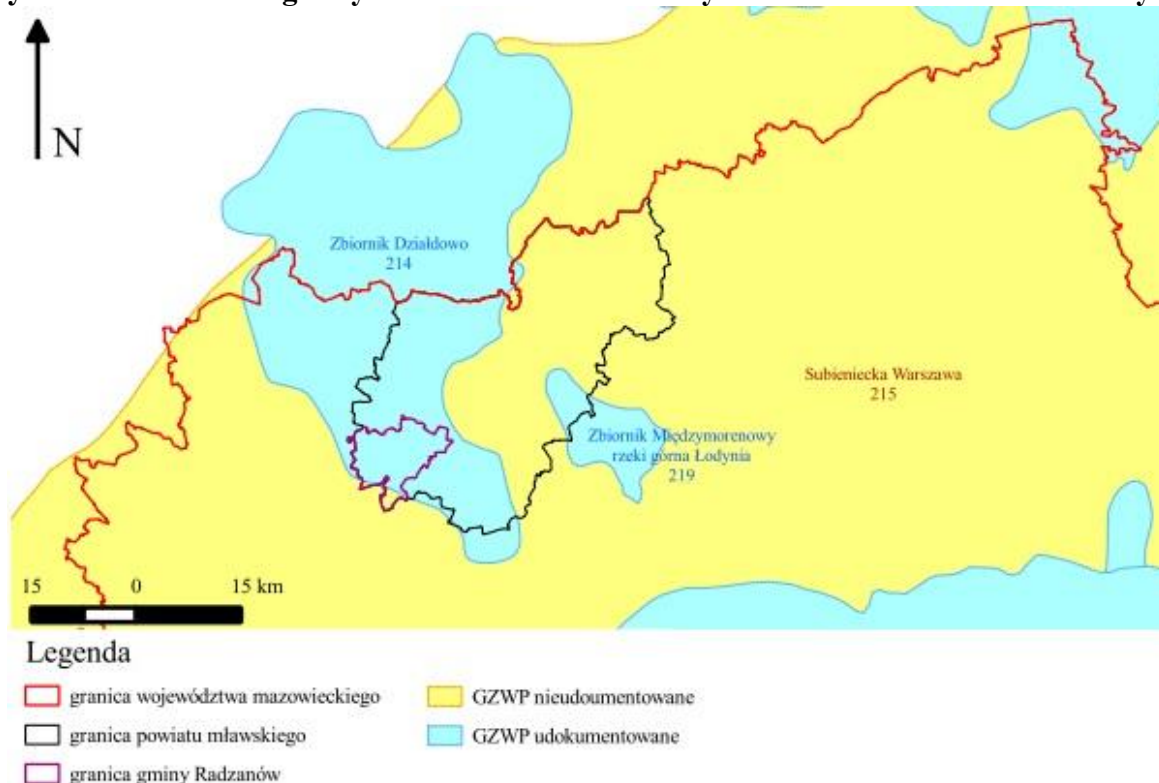 N
Zbiornik Działdowo
214
Subieniecka Warszawa
215
Zbiornik Międzymorenowy
rzeki górna Łodynia
219
15 0 15 km
Legenda
granica województwa mazowieckiego
GZWP nieudoumentowane
granica powiatu mławskiego
GZWP udokumentowane
granica gminy Radzanów